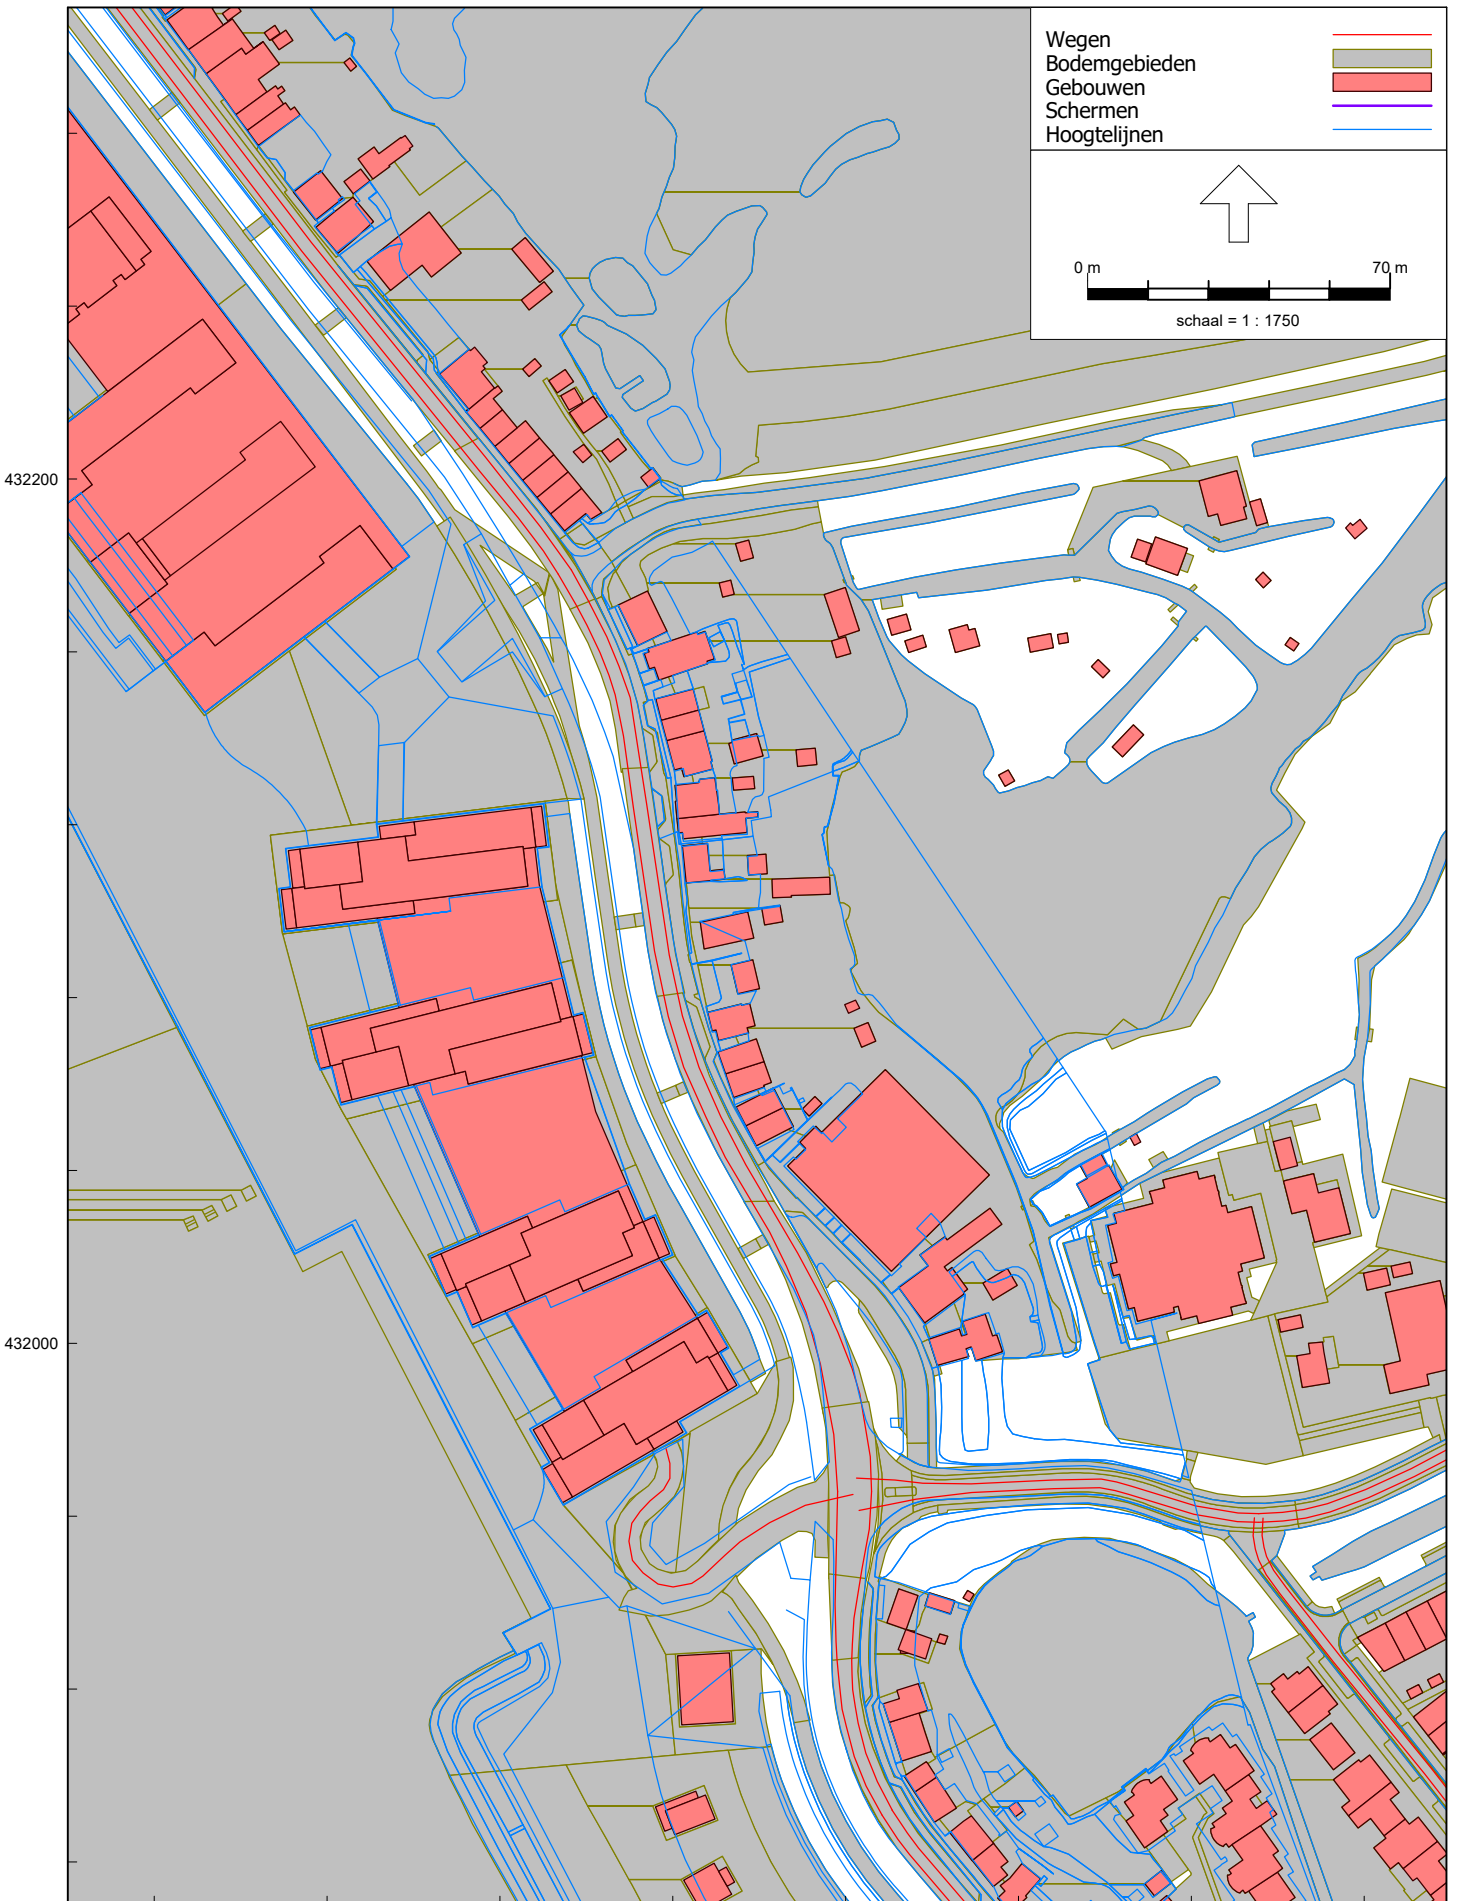 Wegen
Bodemgebieden
Gebouwen
Schermen
Hoogtelijnen
0 m 70 m
schaal = 1 : 1750
432200
432000